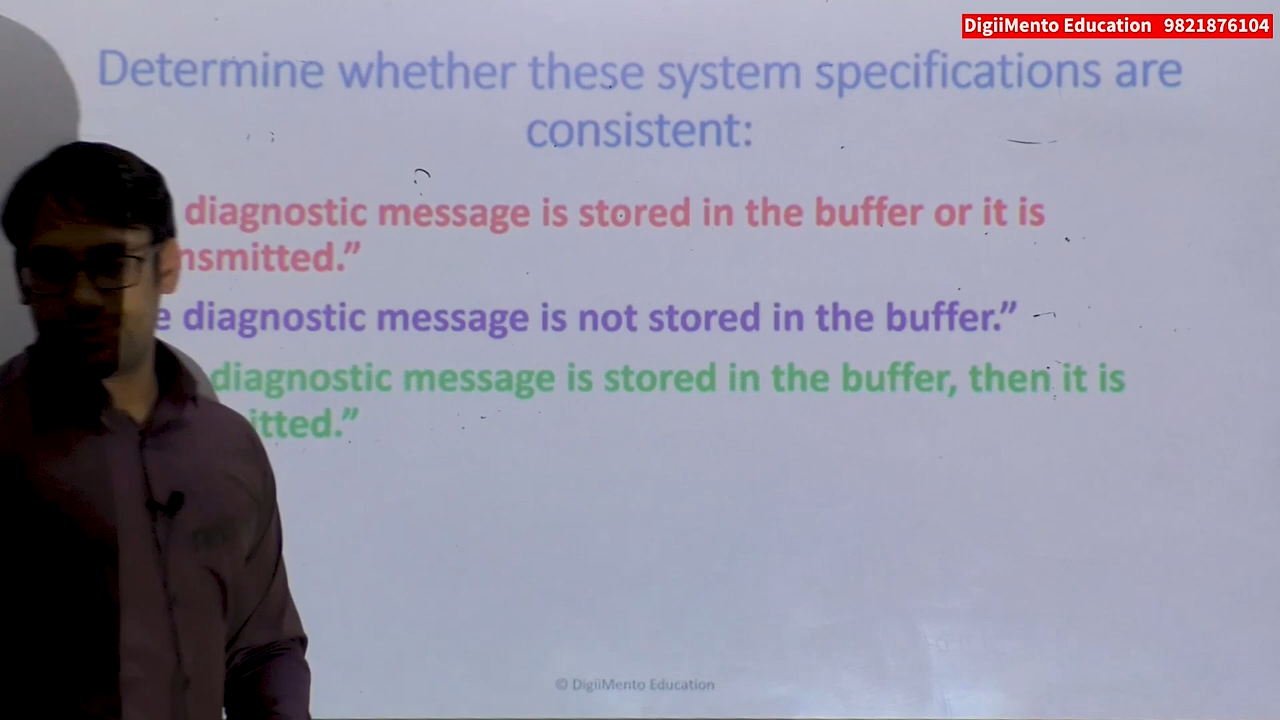 DigiiMento Education 9821876104
Determine whether these system specifications are
consistent:
diagnostic message is stored in the buffer or it is
nsmitted.”
e diagnostic message is not stored in the buffer.”
diagnostic message is stored in the buffer, then it is
itted.”
© DigiiMento Education